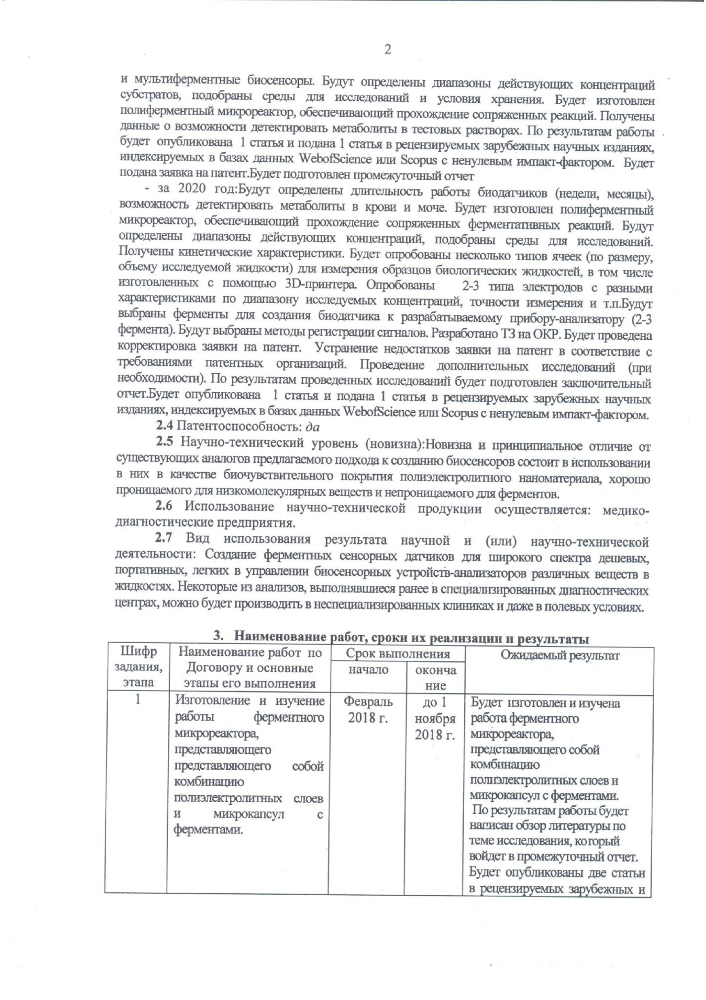 2
и мультиферментные биосенсоры. Будут определены диапазоны действующих концентраций
субстратов, подобраны среды для исследований и условия хранения. Будет изготовлен
полиферментный микрореактор, обеспечивающий прохождение сопряженных реакций. Получены
данные о возможности детектировать метаболиты в тестовых растворах. По результатам работы
будет опубликована 1 статья и подана 1 статья в рецензируемых зарубежных научных изданиях,
индексируемых в базах данных WebofScience или Scopus с ненулевым импакт-фактором. Будет
подана заявка на патент.Будет подготовлен промежуточный отчет
- за 2020 год:Будут определены длительность работы биодатчиков (недели, месяцы),
возможность детектировать метаболиты в крови и моче. Будет изготовлен полиферментный
микрореактор, обеспечивающий прохождение сопряженных ферментативных реакций. Будут
определены диапазоны действующих концентраций, подобраны среды для исследований.
Получены кинетические характеристики. Будет опробованы несколько типов ячеек (по размеру,
объему исследуемой жидкости) для измерения образцов биологических жидкостей, в том числе
изготовленных с помощью 3D-принтера. Опробованы 2-3 типа электродов с разными
характеристиками по диапазону исследуемых концентраций, точности измерения и т.п.Будут
выбраны ферменты для создания биодатчика к разрабатываемому прибору-анализатору (2-3
фермента). Будут выбраны методы регистрации сигналов. Разработано ТЗ на ОКР. Будет проведена
корректировка заявки на патент. Устранение недостатков заявки на патент в соответствие с
требованиями патентных организаций. Проведение дополнительных исследований (при
необходимости). По результатам проведенных исследований будет подготовлен заключительный
отчет.Будет опубликована 1 статья и подана 1 статья в рецензируемых зарубежных научных
изданиях, индексируемых в базах данных WebofScience или Scopus с ненулевым импакт-фактором.
2.4 Патентоспособность: да
2.5 Научно-технический уровень (новизна):Новизна и принципиальное отличие от
существующих аналогов предлагаемого подхода к созданию биосенсоров состоит в использовании
в них в качестве биочувствительного покрытия полиэлектролитного наноматериала, хорошо
проницаемого для низкомолекулярных веществ и непроницаемого для ферментов.
2.6 Использование научно-технической продукции осуществляется: медико-
диагностические предприятия.
2.7 Вид использования результата научной и (или) научно-технической
деятельности: Создание ферментных сенсорных датчиков для широкого спектра дешевых,
портативных, легких в управлении биосенсорных устройств-анализаторов различных веществ в
жидкостях. Некоторые из анализов, выполнявшиеся ранее в специализированных диагностических
центрах, можно будет производить в неспециализированных клиниках и даже в полевых условиях.
3. Наименование работ, сроки их реализации и результаты
Шифр
задания,
этапа
Наименование работ по
Договору и основные
этапы его выполнения
Срок выполнения
начало
оконча
ние
Ожидаемый результат
1
Изготовление и изучение
работы ферментного
микрореактора,
представляющего
представляющего собой
комбинацию
полиэлектролитных слоев
и микрокапсул с
ферментами.
Февраль
2018 г.
до 1
ноября
2018 г.
Будет изготовлен и изучена
работа ферментного
микрореактора,
представляющего собой
комбинацию
полиэлектролитных слоев и
микрокапсул с ферментами.
По результатам работы будет
написан обзор литературы по
теме исследования, который
войдет в промежуточный отчет.
Будет опубликованы две статьи
в рецензируемых зарубежных и